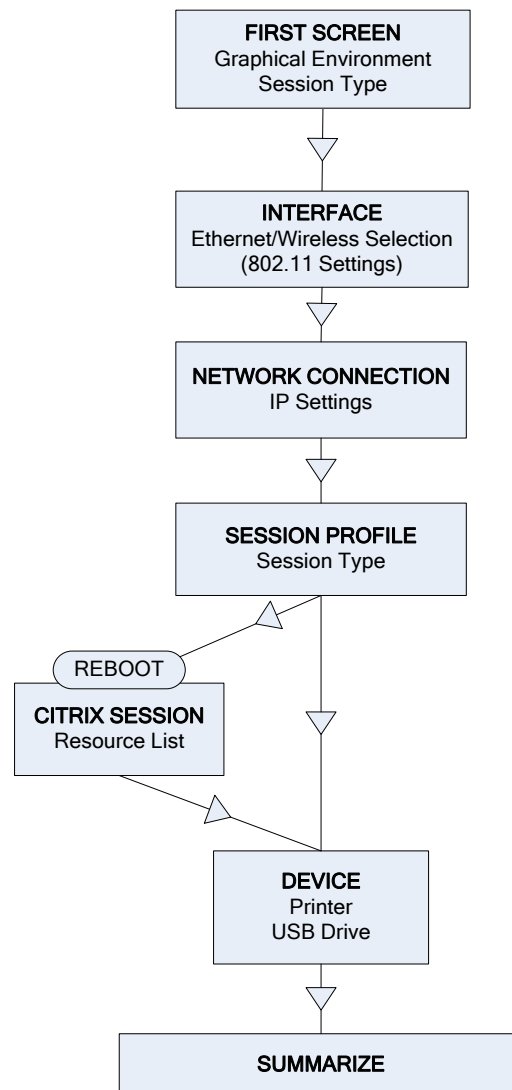 FIRST SCREEN
Graphical Environment
Session Type
INTERFACE
Ethernet/Wireless Selection
(802.11 Settings)
NETWORK CONNECTION
IP Settings
SESSION PROFILE
Session Type
REBOOT
CITRIX SESSION
Resource List
DEVICE
Printer
USB Drive
SUMMARIZE